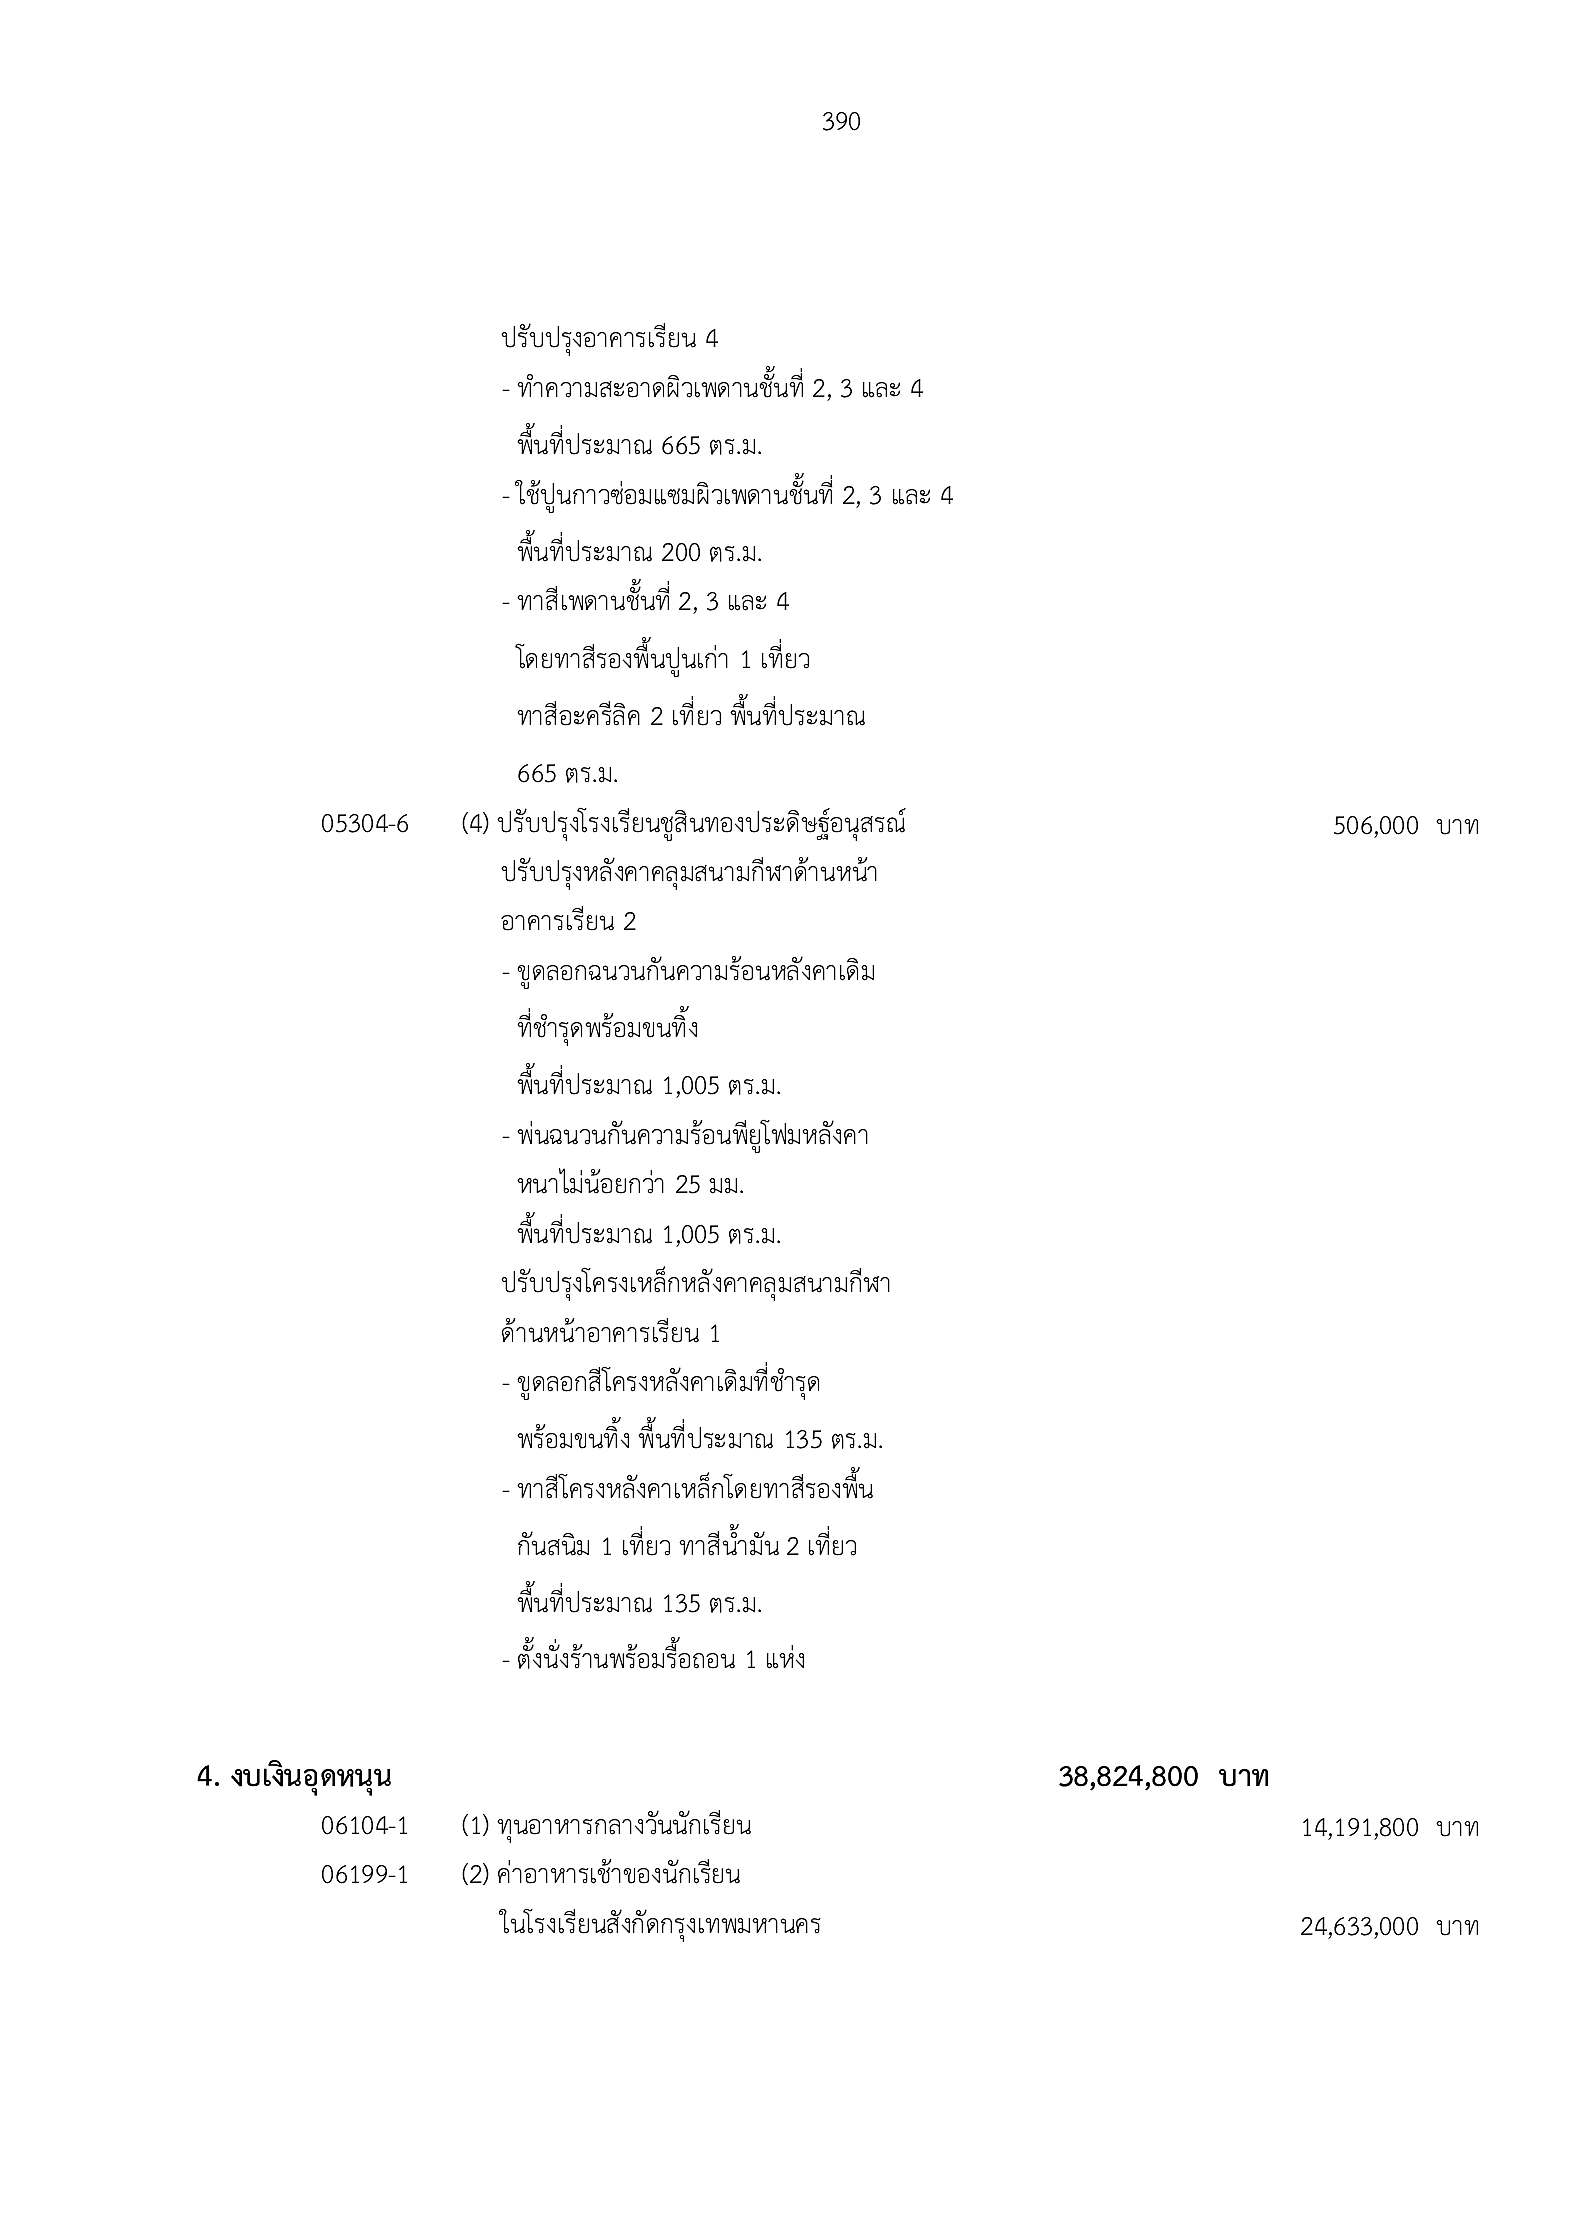 390
ปรับปรุงอาคารเรียน 4
- ทำความสะอาดผิวเพดานชั้นที่ 2, 3 และ 4
พื้นที่ประมาณ 665 ตร.ม.
- ใช้ปูนกาวซ่อมแซมผิวเพดานชั้นที่ 2, 3 และ 4
พื้นที่ประมาณ 200 ตร.ม.
- ทาสีเพดานชั้นที่ 2, 3 และ 4
โดยทาสีรองพื้นปูนเก่า 1 เที่ยว
ทาสีอะครีลิค 2 เที่ยว พื้นที่ประมาณ
665 ตร.ม.
05304-6 (4) ปรับปรุงโรงเรียนชูสินทองประดิษฐ์อนุสรณ์ 506,000 บาท
ปรับปรุงหลังคาคลุมสนามกีฬาด้านหน้า
อาคารเรียน 2
- ขูดลอกฉนวนกันความร้อนหลังคาเดิม
ที่ชำรุดพร้อมขนทิ้ง
พื้นที่ประมาณ 1,005 ตร.ม.
- พ่นฉนวนกันความร้อนพียูโฟมหลังคา
หนาไม่น้อยกว่า 25 มม.
พื้นที่ประมาณ 1,005 ตร.ม.
ปรับปรุงโครงเหล็กหลังคาคลุมสนามกีฬา
ด้านหน้าอาคารเรียน 1
- ขูดลอกสีโครงหลังคาเดิมที่ชำรุด
พร้อมขนทิ้ง พื้นที่ประมาณ 135 ตร.ม.
- ทาสีโครงหลังคาเหล็กโดยทาสีรองพื้น
กันสนิม 1 เที่ยว ทาสีน้ำมัน 2 เที่ยว
พื้นที่ประมาณ 135 ตร.ม.
- ตั้งนั่งร้านพร้อมรื้อถอน 1 แห่ง
4. งบเงินอุดหนุน 38,824,800 บาท
06104-1 (1) ทุนอาหารกลางวันนักเรียน 14,191,800 บาท
06199-1 (2) ค่าอาหารเช้าของนักเรียน
ในโรงเรียนสังกัดกรุงเทพมหานคร 24,633,000 บาท